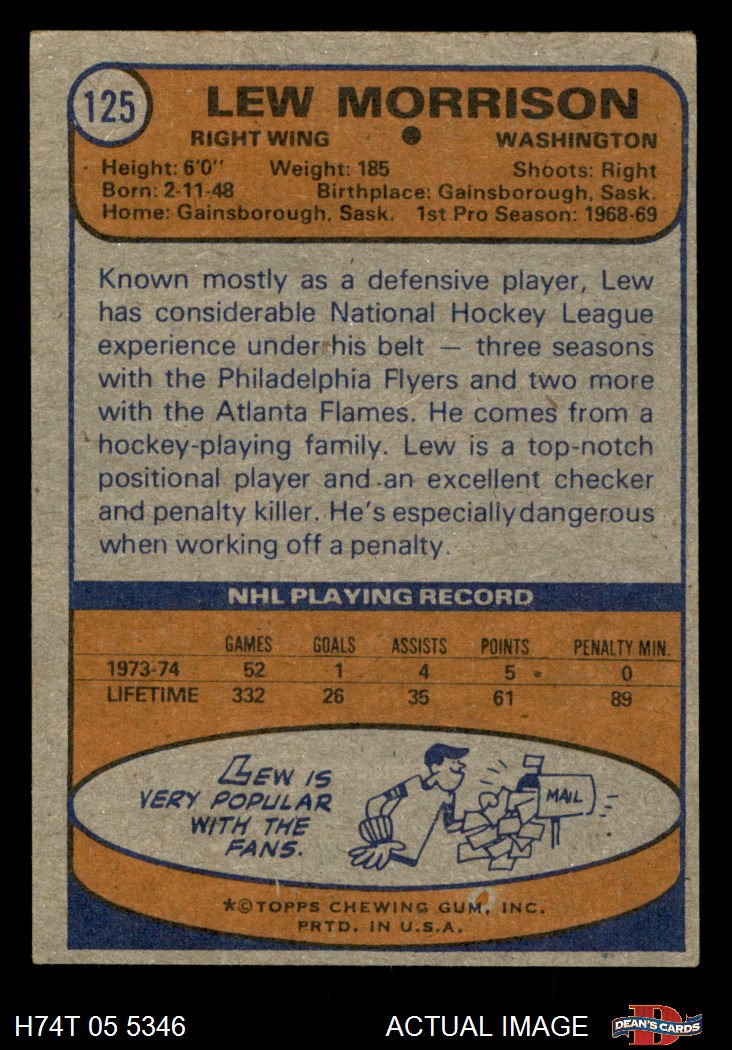 125
LEW MORRISON
RIGHT WING ● WASHINGTON
Height: 6'0" Weight: 185 Shoots: Right
Born: 2-11-48 Birthplace: Gainsborough, Sask.
Home: Gainsborough, Sask. 1st Pro Season: 1968-69
Known mostly as a defensive player, Lew
has considerable National Hockey League
experience under his belt — three seasons
with the Philadelphia Flyers and two more
with the Atlanta Flames. He comes from a
hockey-playing family. Lew is a top-notch
positional player and an excellent checker
and penalty killer. He's especially dangerous
when working off a penalty.
NHL PLAYING RECORD
GAMES GOALS ASSISTS POINTS PENALTY MIN.
1973-74 52 1 4 5 0
LIFETIME 332 26 35 61 89
LEW IS
VERY POPULAR
WITH THE
FANS.
MAIL
*©TOPPS CHEWING GUM, INC.
PRTD. IN U.S.A.
H74T 05 5346 ACTUAL IMAGE
D
DEAN'S CARDS